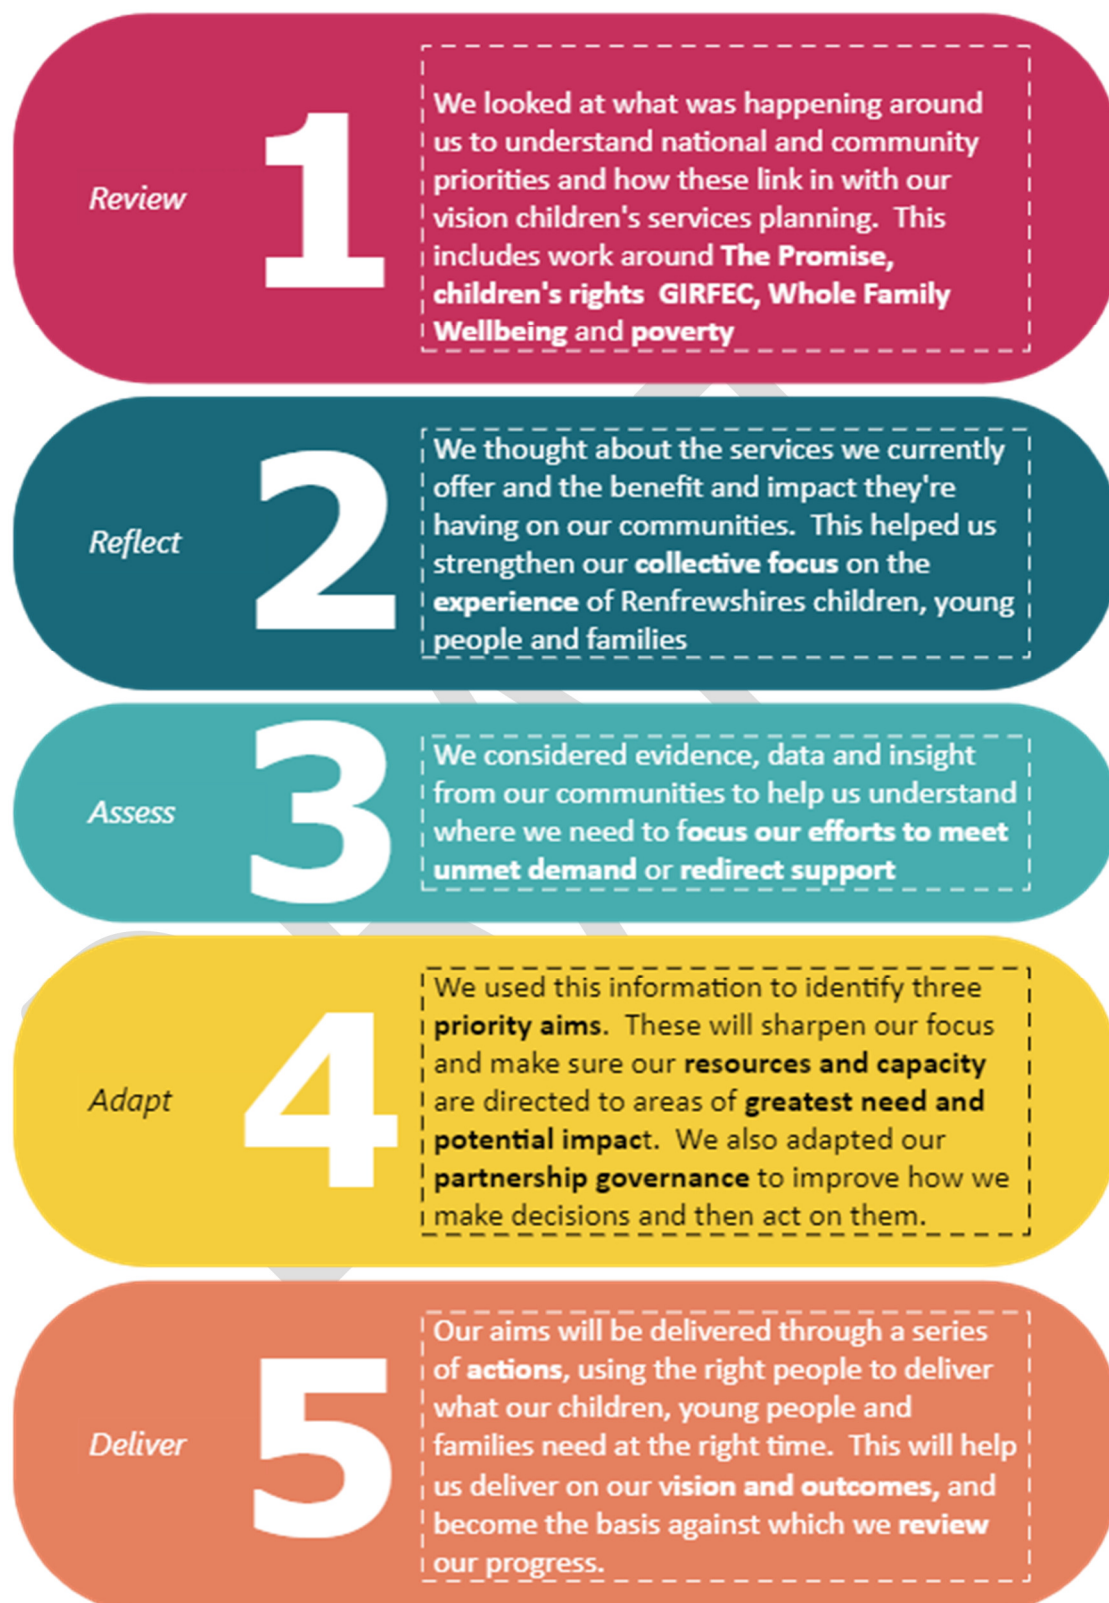 Review
1
We looked at what was happening around
us to understand national and community
priorities and how these link in with our
vision children's services planning.  This
includes work around The Promise,
children's rights  GIRFEC, Whole Family
Wellbeing and poverty
Reflect
2
We thought about the services we currently
offer and the benefit and impact they're
having on our communities.  This helped us
strengthen our collective focus on the
experience of Renfrewshires children, young
people and families
Assess
3
We considered evidence, data and insight
from our communities to help us understand
where we need to focus our efforts to meet
unmet demand or redirect support
Adapt
4
We used this information to identify three
priority aims.  These will sharpen our focus
and make sure our resources and capacity
are directed to areas of greatest need and
potential impact.  We also adapted our
partnership governance to improve how we
make decisions and then act on them.
Deliver
5
Our aims will be delivered through a series
of actions, using the right people to deliver
what our children, young people and
families need at the right time.  This will help
us deliver on our vision and outcomes, and
become the basis against which we review
our progress.